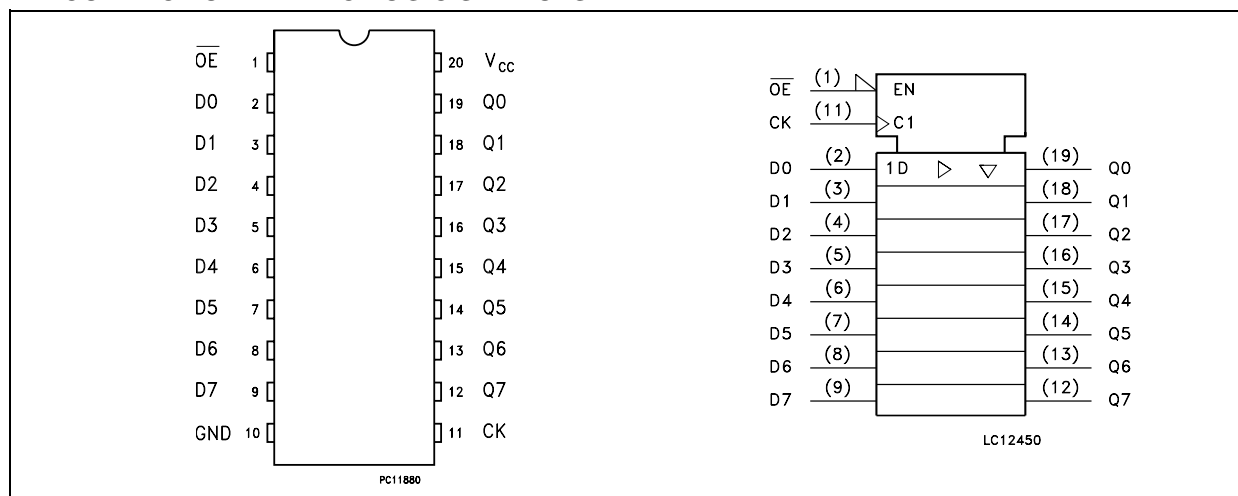 O̅E̅ 1 20 VCC
D0 2 19 Q0
D1 3 18 Q1
D2 4 17 Q2
D3 5 16 Q3
D4 6 15 Q4
D5 7 14 Q5
D6 8 13 Q6
D7 9 12 Q7
GND 10 11 CK
PC11880
O̅E̅ (1) EN
CK (11) C1
D0 (2) 1D (19) Q0
D1 (3) (18) Q1
D2 (4) (17) Q2
D3 (5) (16) Q3
D4 (6) (15) Q4
D5 (7) (14) Q5
D6 (8) (13) Q6
D7 (9) (12) Q7
LC12450